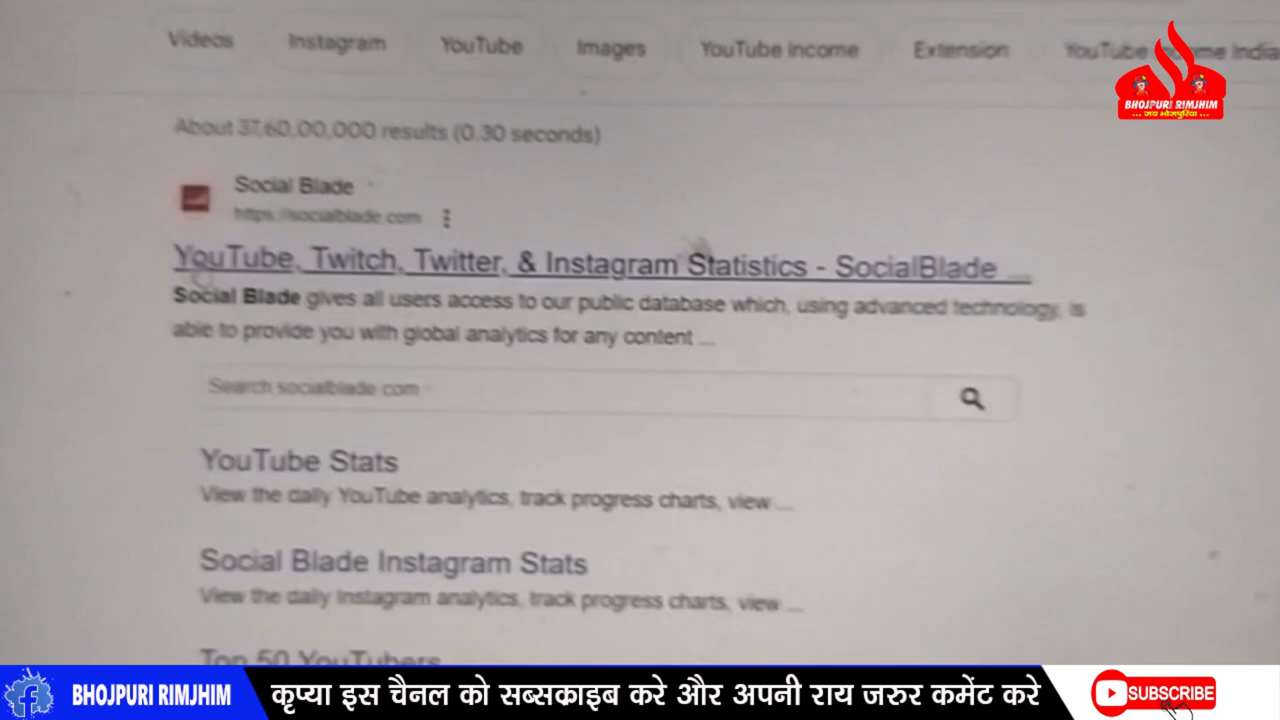 Videos Instagram YouTube Images YouTube Income Extension YouTube Income India
BHOJPURI RIMJHIM
... जय भोजपुरिया ...
About 37,60,00,000 results (0.30 seconds)
Social Blade
https://socialblade.com
YouTube, Twitch, Twitter, & Instagram Statistics - SocialBlade ...
Social Blade gives all users access to our public database which, using advanced technology, is
able to provide you with global analytics for any content ...
Search socialblade.com
YouTube Stats
View the daily YouTube analytics, track progress charts, view ...
Social Blade Instagram Stats
View the daily Instagram analytics, track progress charts, view ...
Top 50 YouTubers
BHOJPURI RIMJHIM कृप्या इस चैनल को सब्सक्राइब करे और अपनी राय जरुर कमेंट करे SUBSCRIBE